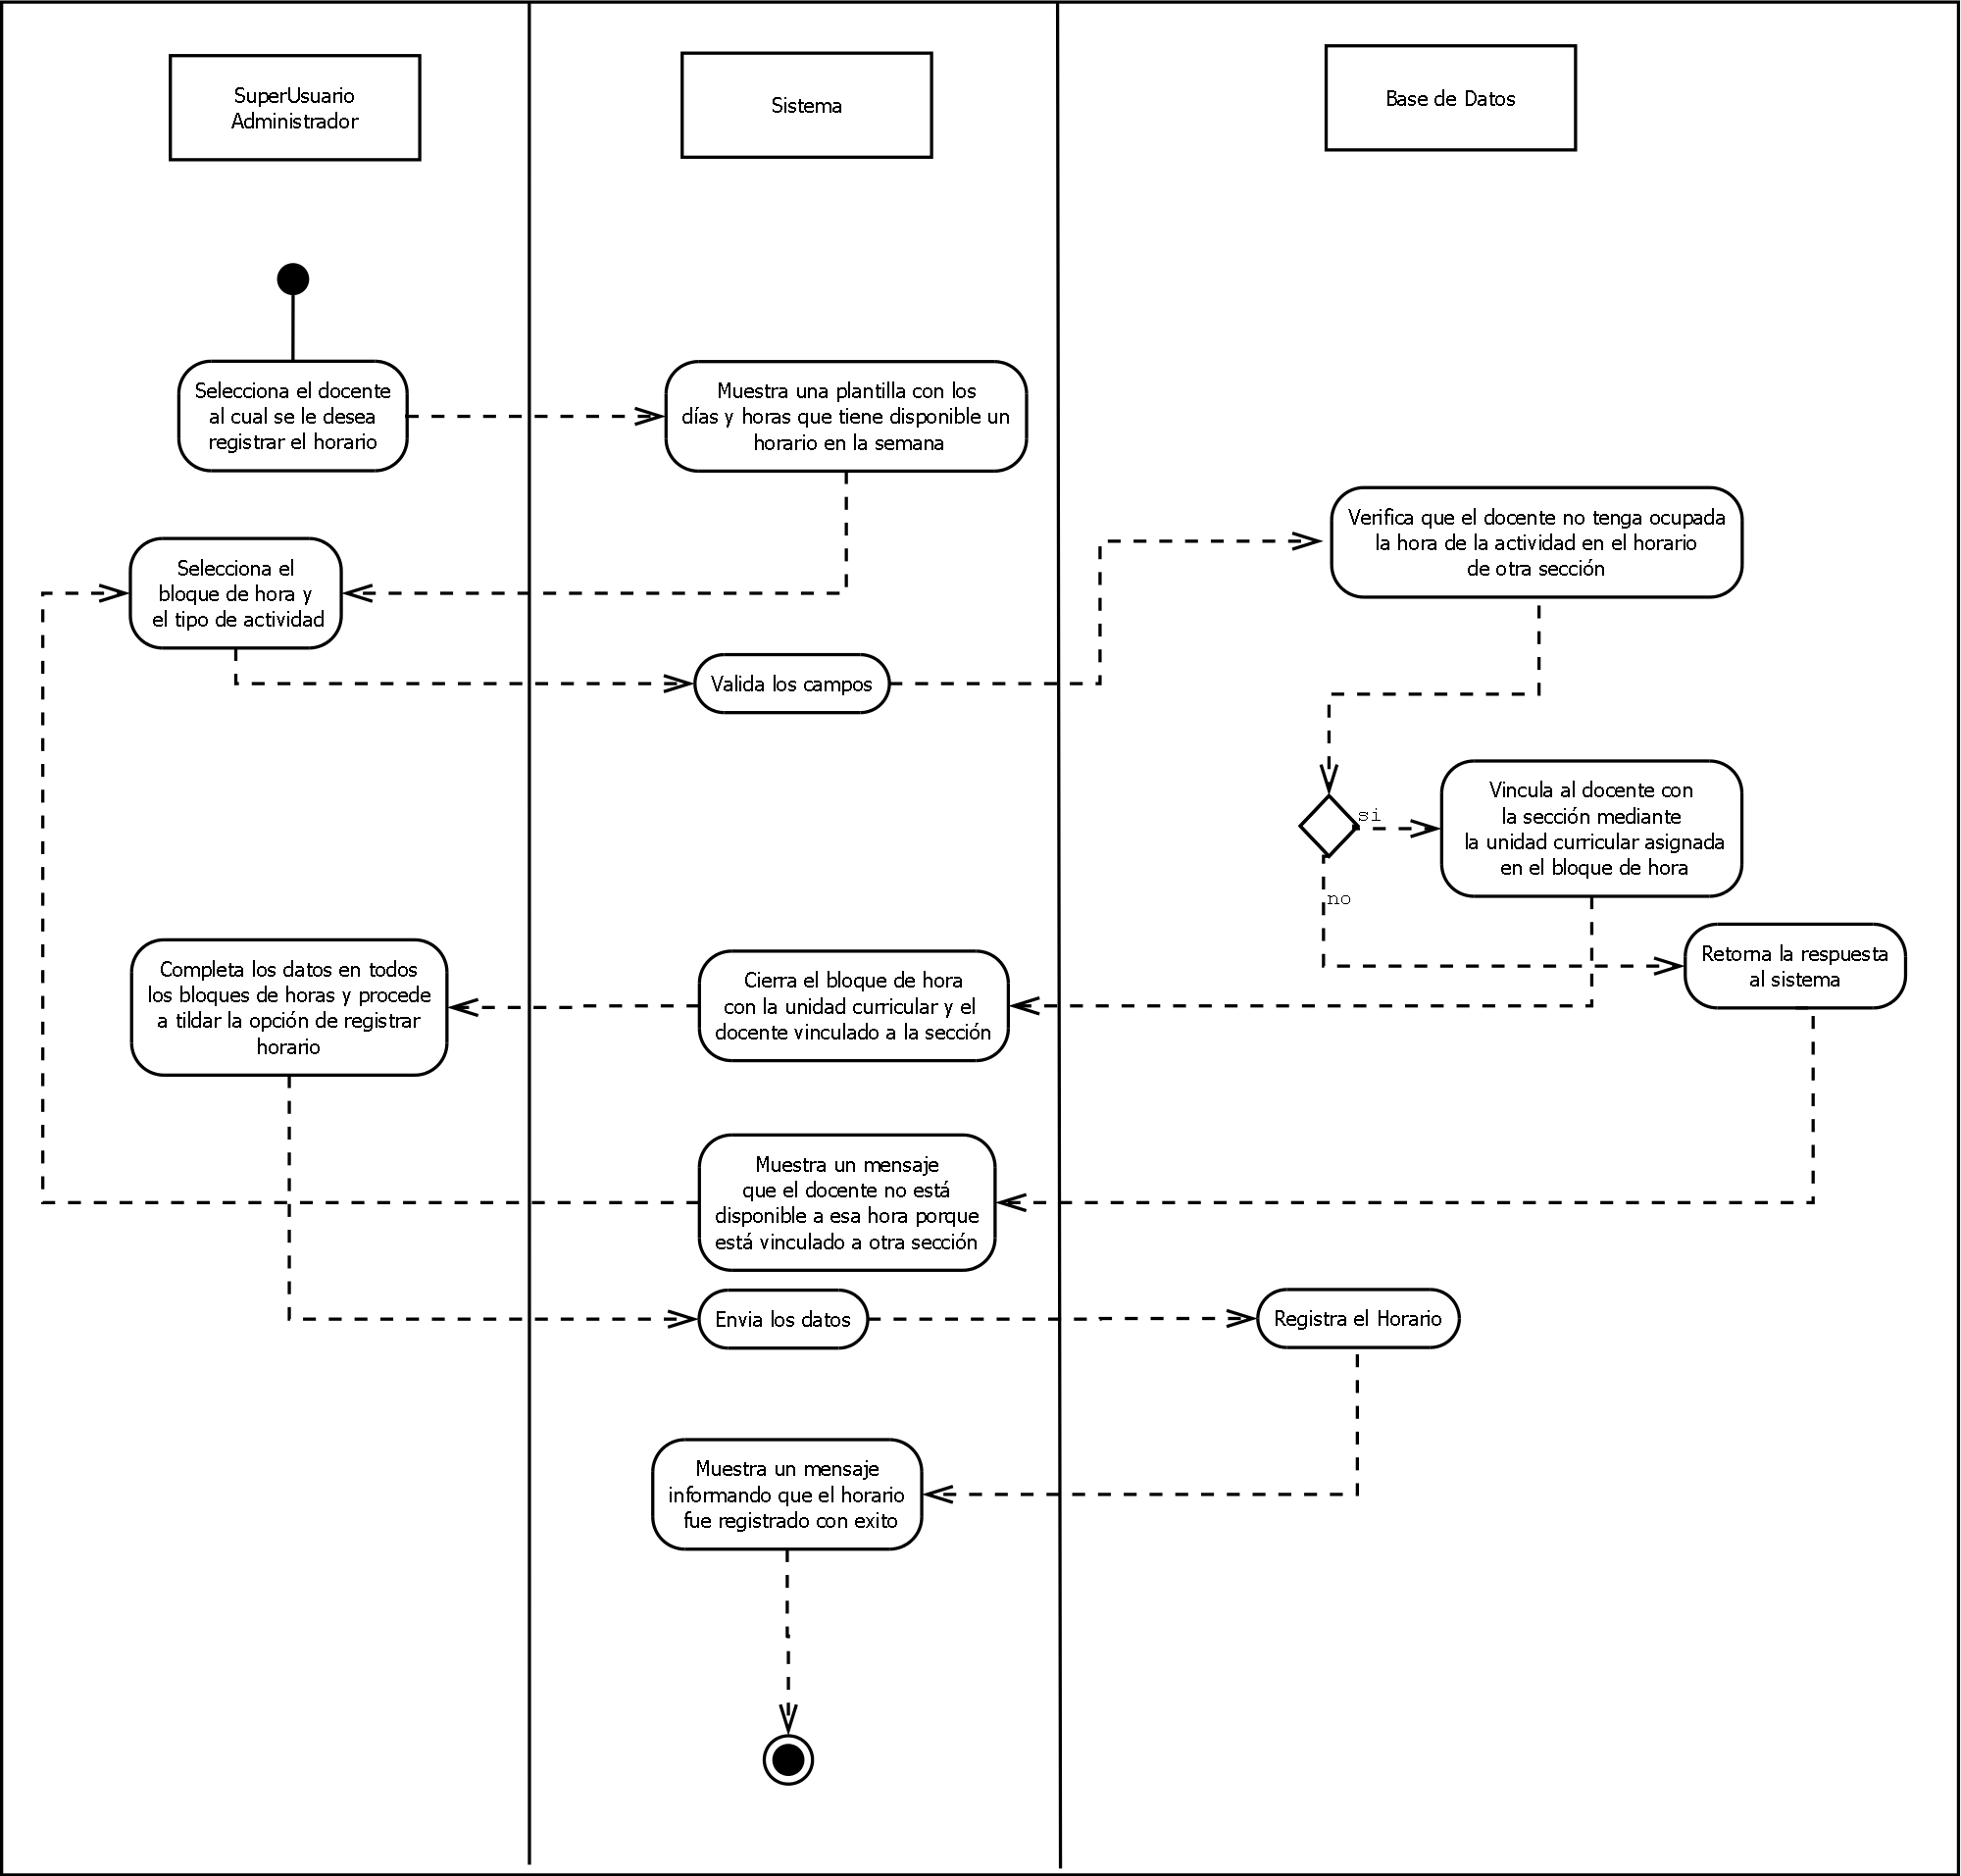 SuperUsuario
Administrador
Sistema
Base de Datos
Selecciona el docente
al cual se le desea
registrar el horario
Muestra una plantilla con los
días y horas que tiene disponible un
horario en la semana
Verifica que el docente no tenga ocupada
la hora de la actividad en el horario
de otra sección
Selecciona el
bloque de hora y
el tipo de actividad
Valida los campos
si
Vincula al docente con
la sección mediante
la unidad curricular asignada
en el bloque de hora
no
Retorna la respuesta
al sistema
Completa los datos en todos
los bloques de horas y procede
a tildar la opción de registrar
horario
Cierra el bloque de hora
con la unidad curricular y el
docente vinculado a la sección
Muestra un mensaje
que el docente no está
disponible a esa hora porque
está vinculado a otra sección
Envia los datos
Registra el Horario
Muestra un mensaje
informando que el horario
fue registrado con exito